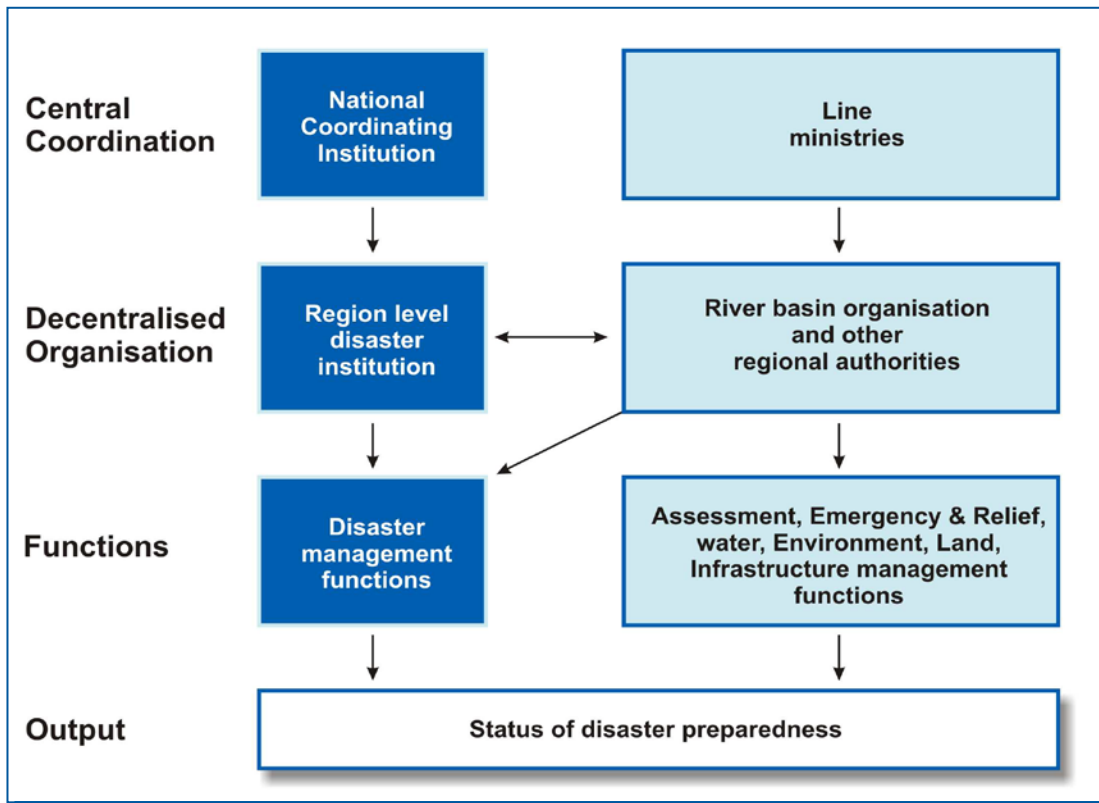 Central
Coordination
National
Coordinating
Institution
Line
ministries
Decentralised
Organisation
Region level
disaster
institution
River basin organisation
and other
regional authorities
Functions
Disaster
management
functions
Assessment, Emergency & Relief,
water, Environment, Land,
Infrastructure management
functions
Output
Status of disaster preparedness